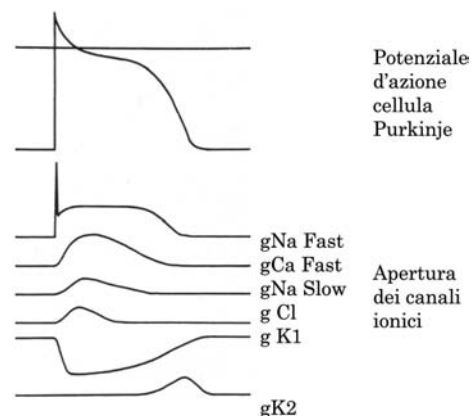 Potenziale
d'azione
cellula
Purkinje
gNa Fast
gCa Fast
gNa Slow
g Cl
g K1
gK2
Apertura
dei canali
ionici